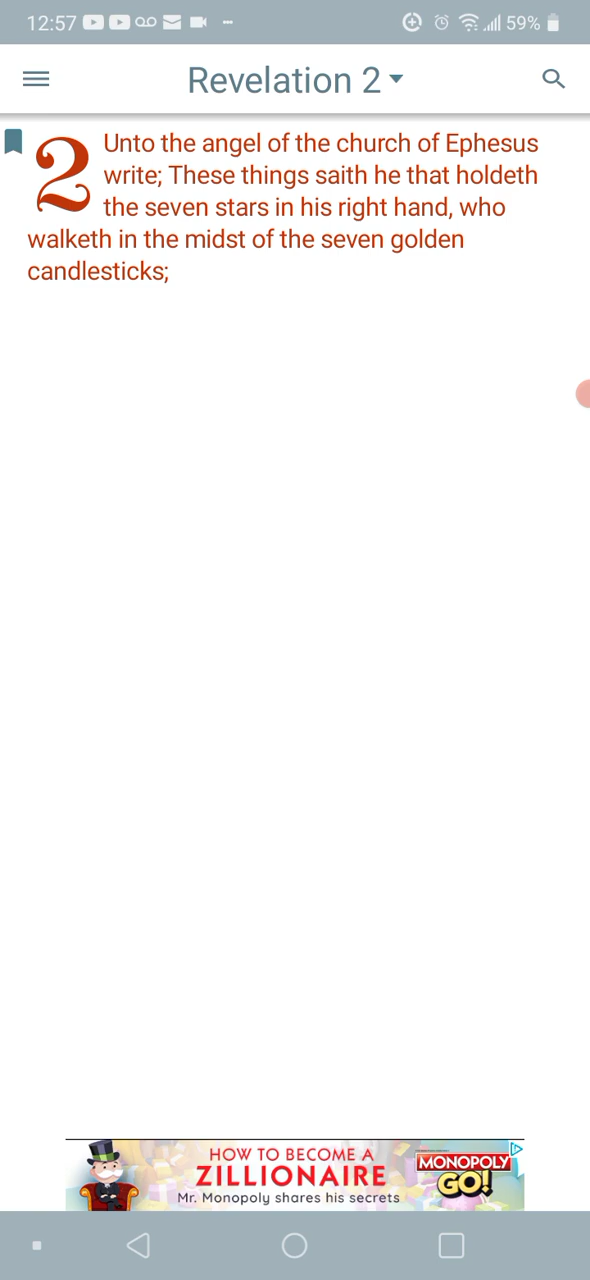 12:57
59%
Revelation 2
2 Unto the angel of the church of Ephesus
write; These things saith he that holdeth
the seven stars in his right hand, who
walketh in the midst of the seven golden
candlesticks;
HOW TO BECOME A
ZILLIONAIRE
Mr. Monopoly shares his secrets
MONOPOLY
GO!